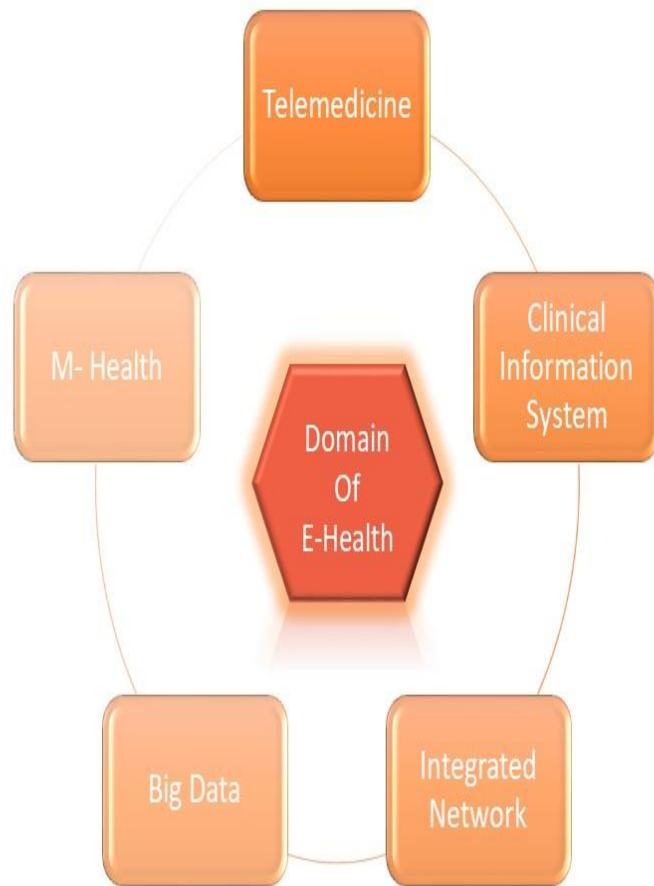 Telemedicine
Clinical
Information
System
M- Health
Domain
Of
E-Health
Big Data
Integrated
Network